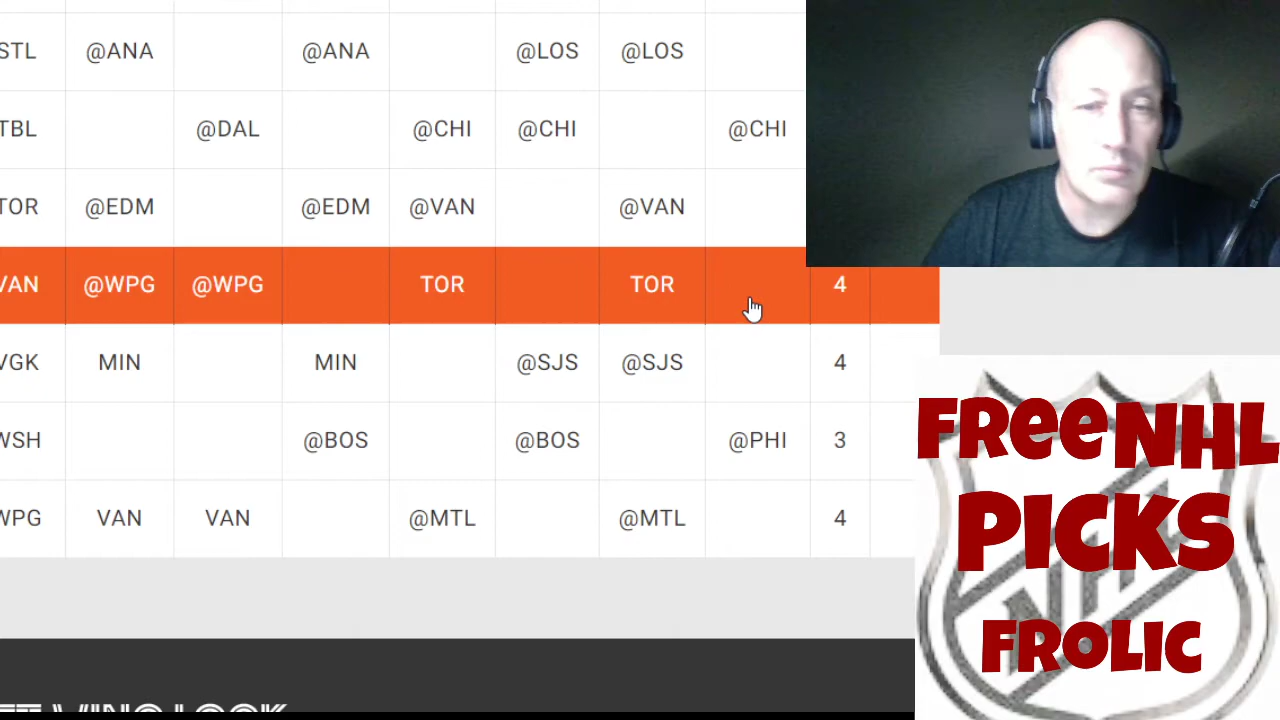 STL @ANA @ANA @LOS @LOS
TBL @DAL @CHI @CHI @CHI
TOR @EDM @EDM @VAN @VAN
VAN @WPG @WPG TOR TOR 4
VGK MIN MIN @SJS @SJS 4
WSH @BOS @BOS @PHI 3
WPG VAN VAN @MTL @MTL 4
FReeNHL
PICKS
FROLIC
NHL